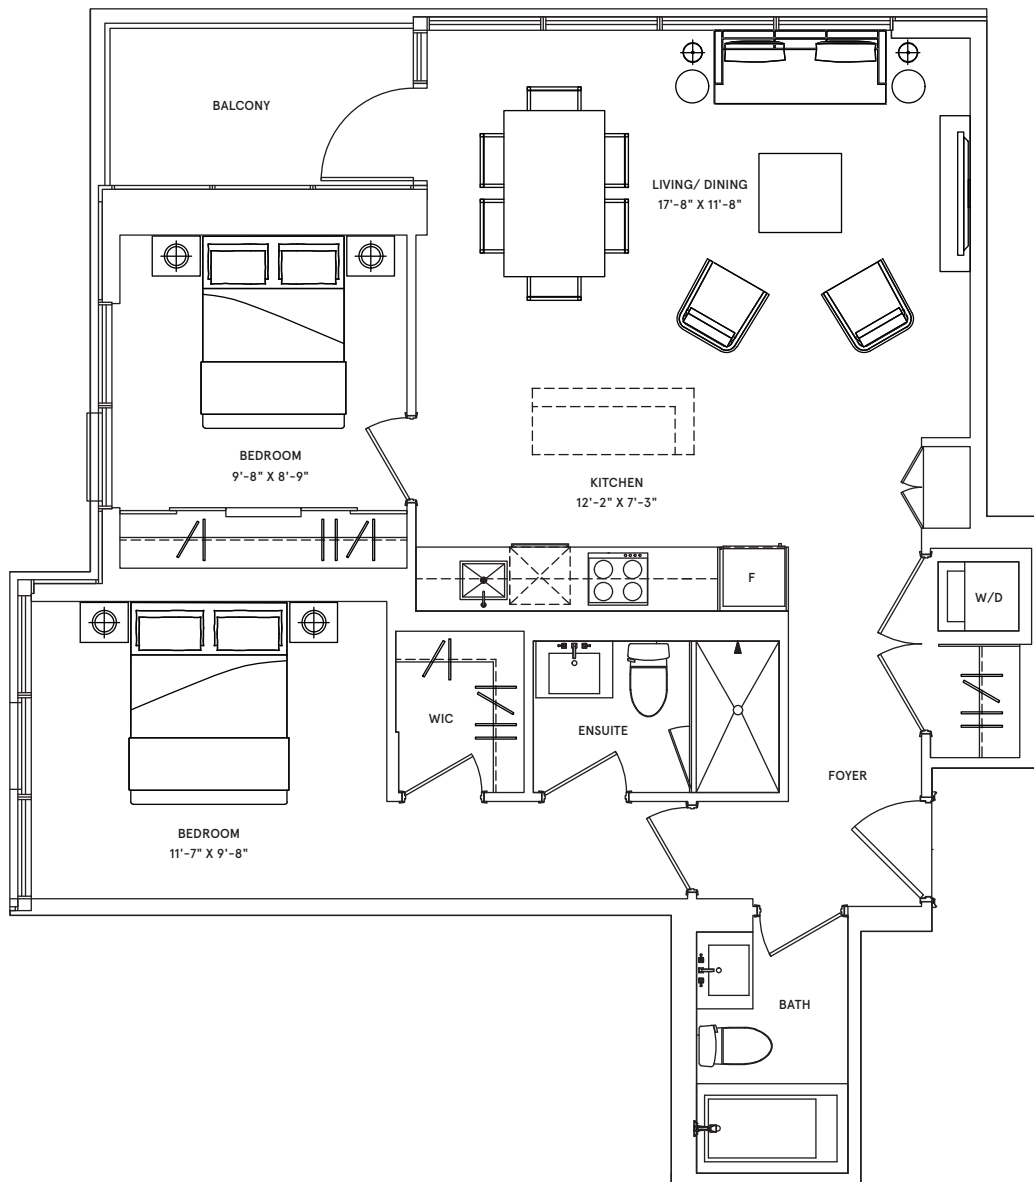 BALCONY
LIVING/ DINING
17'-8" X 11'-8"
BEDROOM
9'-8" X 8'-9"
KITCHEN
12'-2" X 7'-3"
F
W/D
WIC
ENSUITE
FOYER
BEDROOM
11'-7" X 9'-8"
BATH